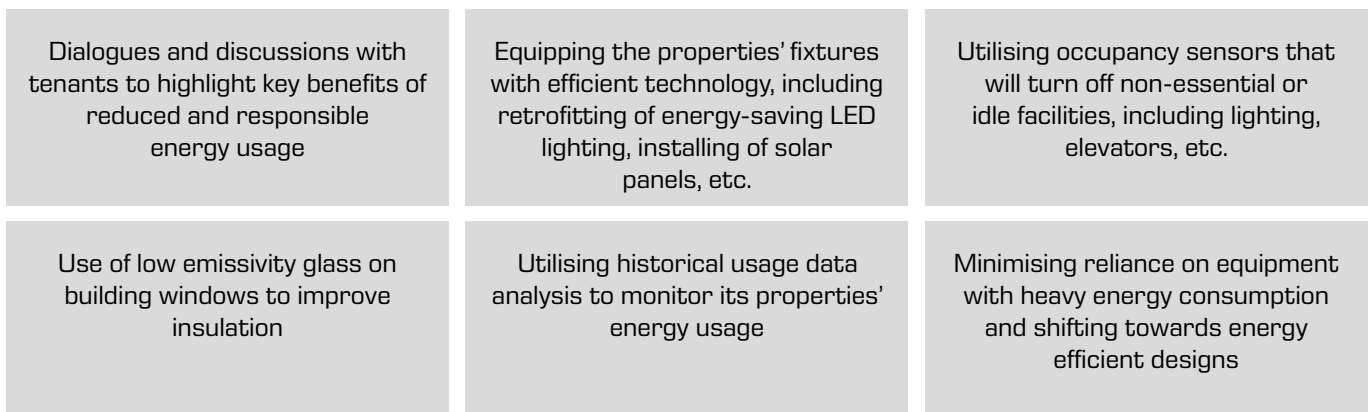 Dialogues and discussions with
tenants to highlight key benefits of
reduced and responsible
energy usage
Equipping the properties’ fixtures
with efficient technology, including
retrofitting of energy-saving LED
lighting, installing of solar
panels, etc.
Utilising occupancy sensors that
will turn off non-essential or
idle facilities, including lighting,
elevators, etc.
Use of low emissivity glass on
building windows to improve
insulation
Utilising historical usage data
analysis to monitor its properties’
energy usage
Minimising reliance on equipment
with heavy energy consumption
and shifting towards energy
efficient designs